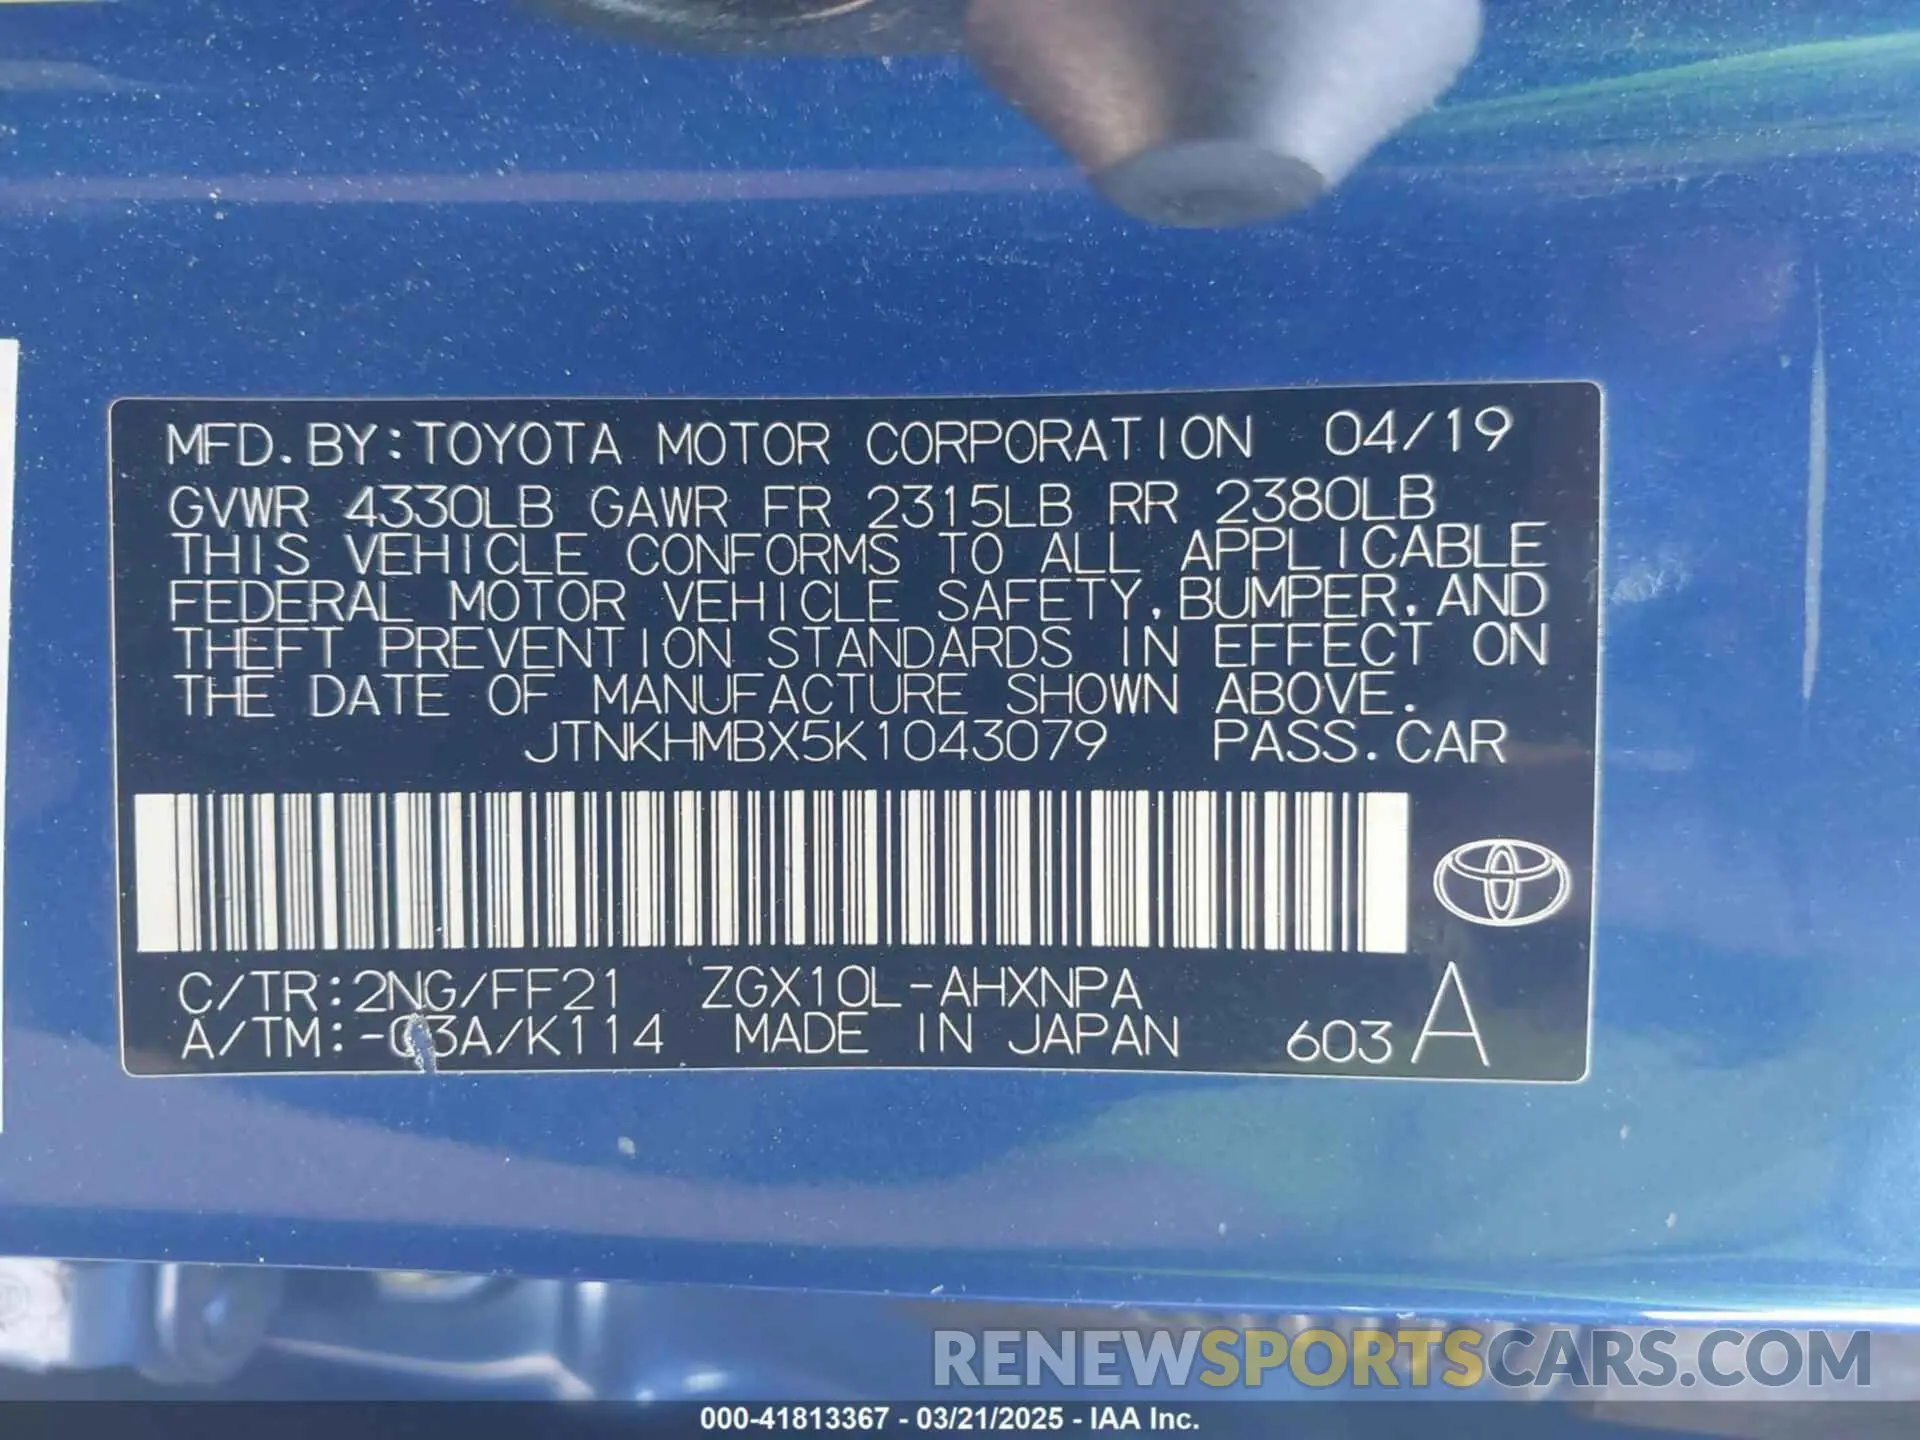 MFD. BY: TOYOTA MOTOR CORPORATION 04/19
GVWR 4330LB GAWR FR 2315LB RR 2380LB
THIS VEHICLE CONFORMS TO ALL APPLICABLE
FEDERAL MOTOR VEHICLE SAFETY, BUMPER, AND
THEFT PREVENTION STANDARDS IN EFFECT ON
THE DATE OF MANUFACTURE SHOWN ABOVE.
JTNKHMBX5K1043079 PASS. CAR
C/TR: 2NG/FF21 ZGX10L-AHXNPA
A/TM: -03A/K114 MADE IN JAPAN 603 A
RENEWSPORTSCARS.COM
000-41813367 - 03/21/2025 - IAA Inc.